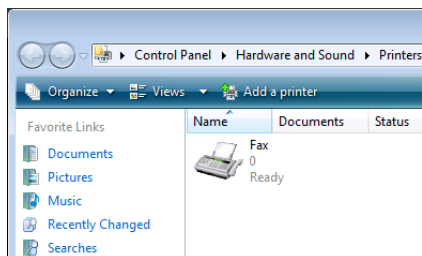 Control Panel Hardware and Sound Printers
Organize Views Add a printer
Favorite Links
Documents
Pictures
Music
Recently Changed
Searches
Name Documents Status
Fax
0
Ready